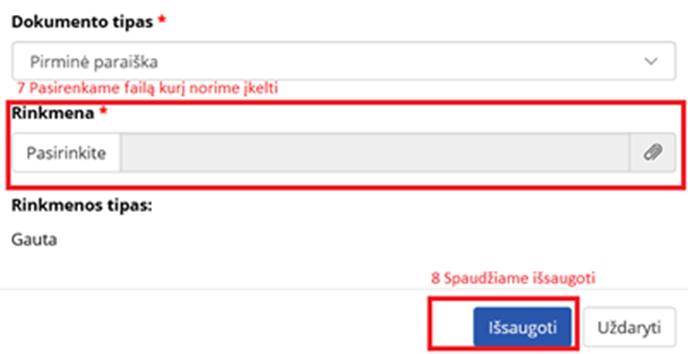 Dokumento tipas *
Pirminė paraiška
7 Pasirenkame failą kurį norime įkelti
Rinkmena *
Pasirinkite
Rinkmenos tipas:
Gauta
8 Spaudžiame išsaugoti
Išsaugoti Uždaryti